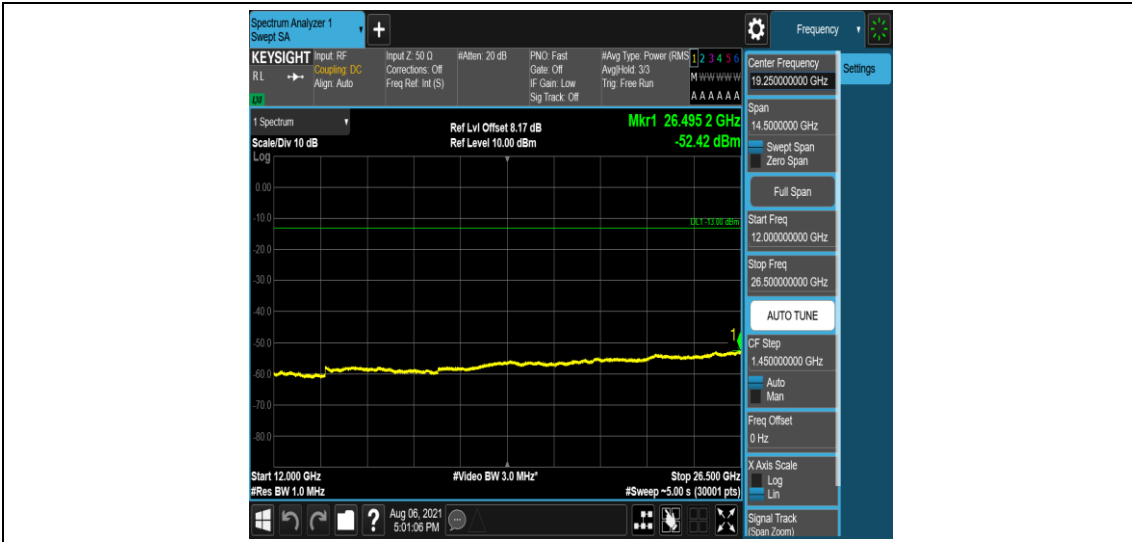 Spectrum Analyzer 1
Swept SA
+
Frequency
KEYSIGHT
RL
LXI
Input: RF
Coupling: DC
Align: Auto
Input Z: 50 Ω
Corrections: Off
Freq Ref: Int (S)
#Atten: 20 dB
PNO: Fast
Gate: Off
IF Gain: Low
Sig Track: Off
#Avg Type: Power (RMS
Avg|Hold: 3/3
Trig: Free Run
1 2 3 4 5 6
M W W W W W
A A A A A A
1 Spectrum
Scale/Div 10 dB
Ref Lvl Offset 8.17 dB
Ref Level 10.00 dBm
Mkr1 26.495 2 GHz
-52.42 dBm
Log
0.00
-10.0
DL1 -13.00 dBm
-20.0
-30.0
-40.0
1
-50.0
-60.0
-70.0
-80.0
Start 12.000 GHz
#Video BW 3.0 MHz*
Stop 26.500 GHz
#Res BW 1.0 MHz
#Sweep ~5.00 s (30001 pts)
?
Aug 06, 2021
5:01:06 PM
Center Frequency
19.250000000 GHz
Settings
Span
14.5000000 GHz
Swept Span
Zero Span
Full Span
Start Freq
12.000000000 GHz
Stop Freq
26.500000000 GHz
AUTO TUNE
CF Step
1.450000000 GHz
Auto
Man
Freq Offset
0 Hz
X Axis Scale
Log
Lin
Signal Track
(Span Zoom)